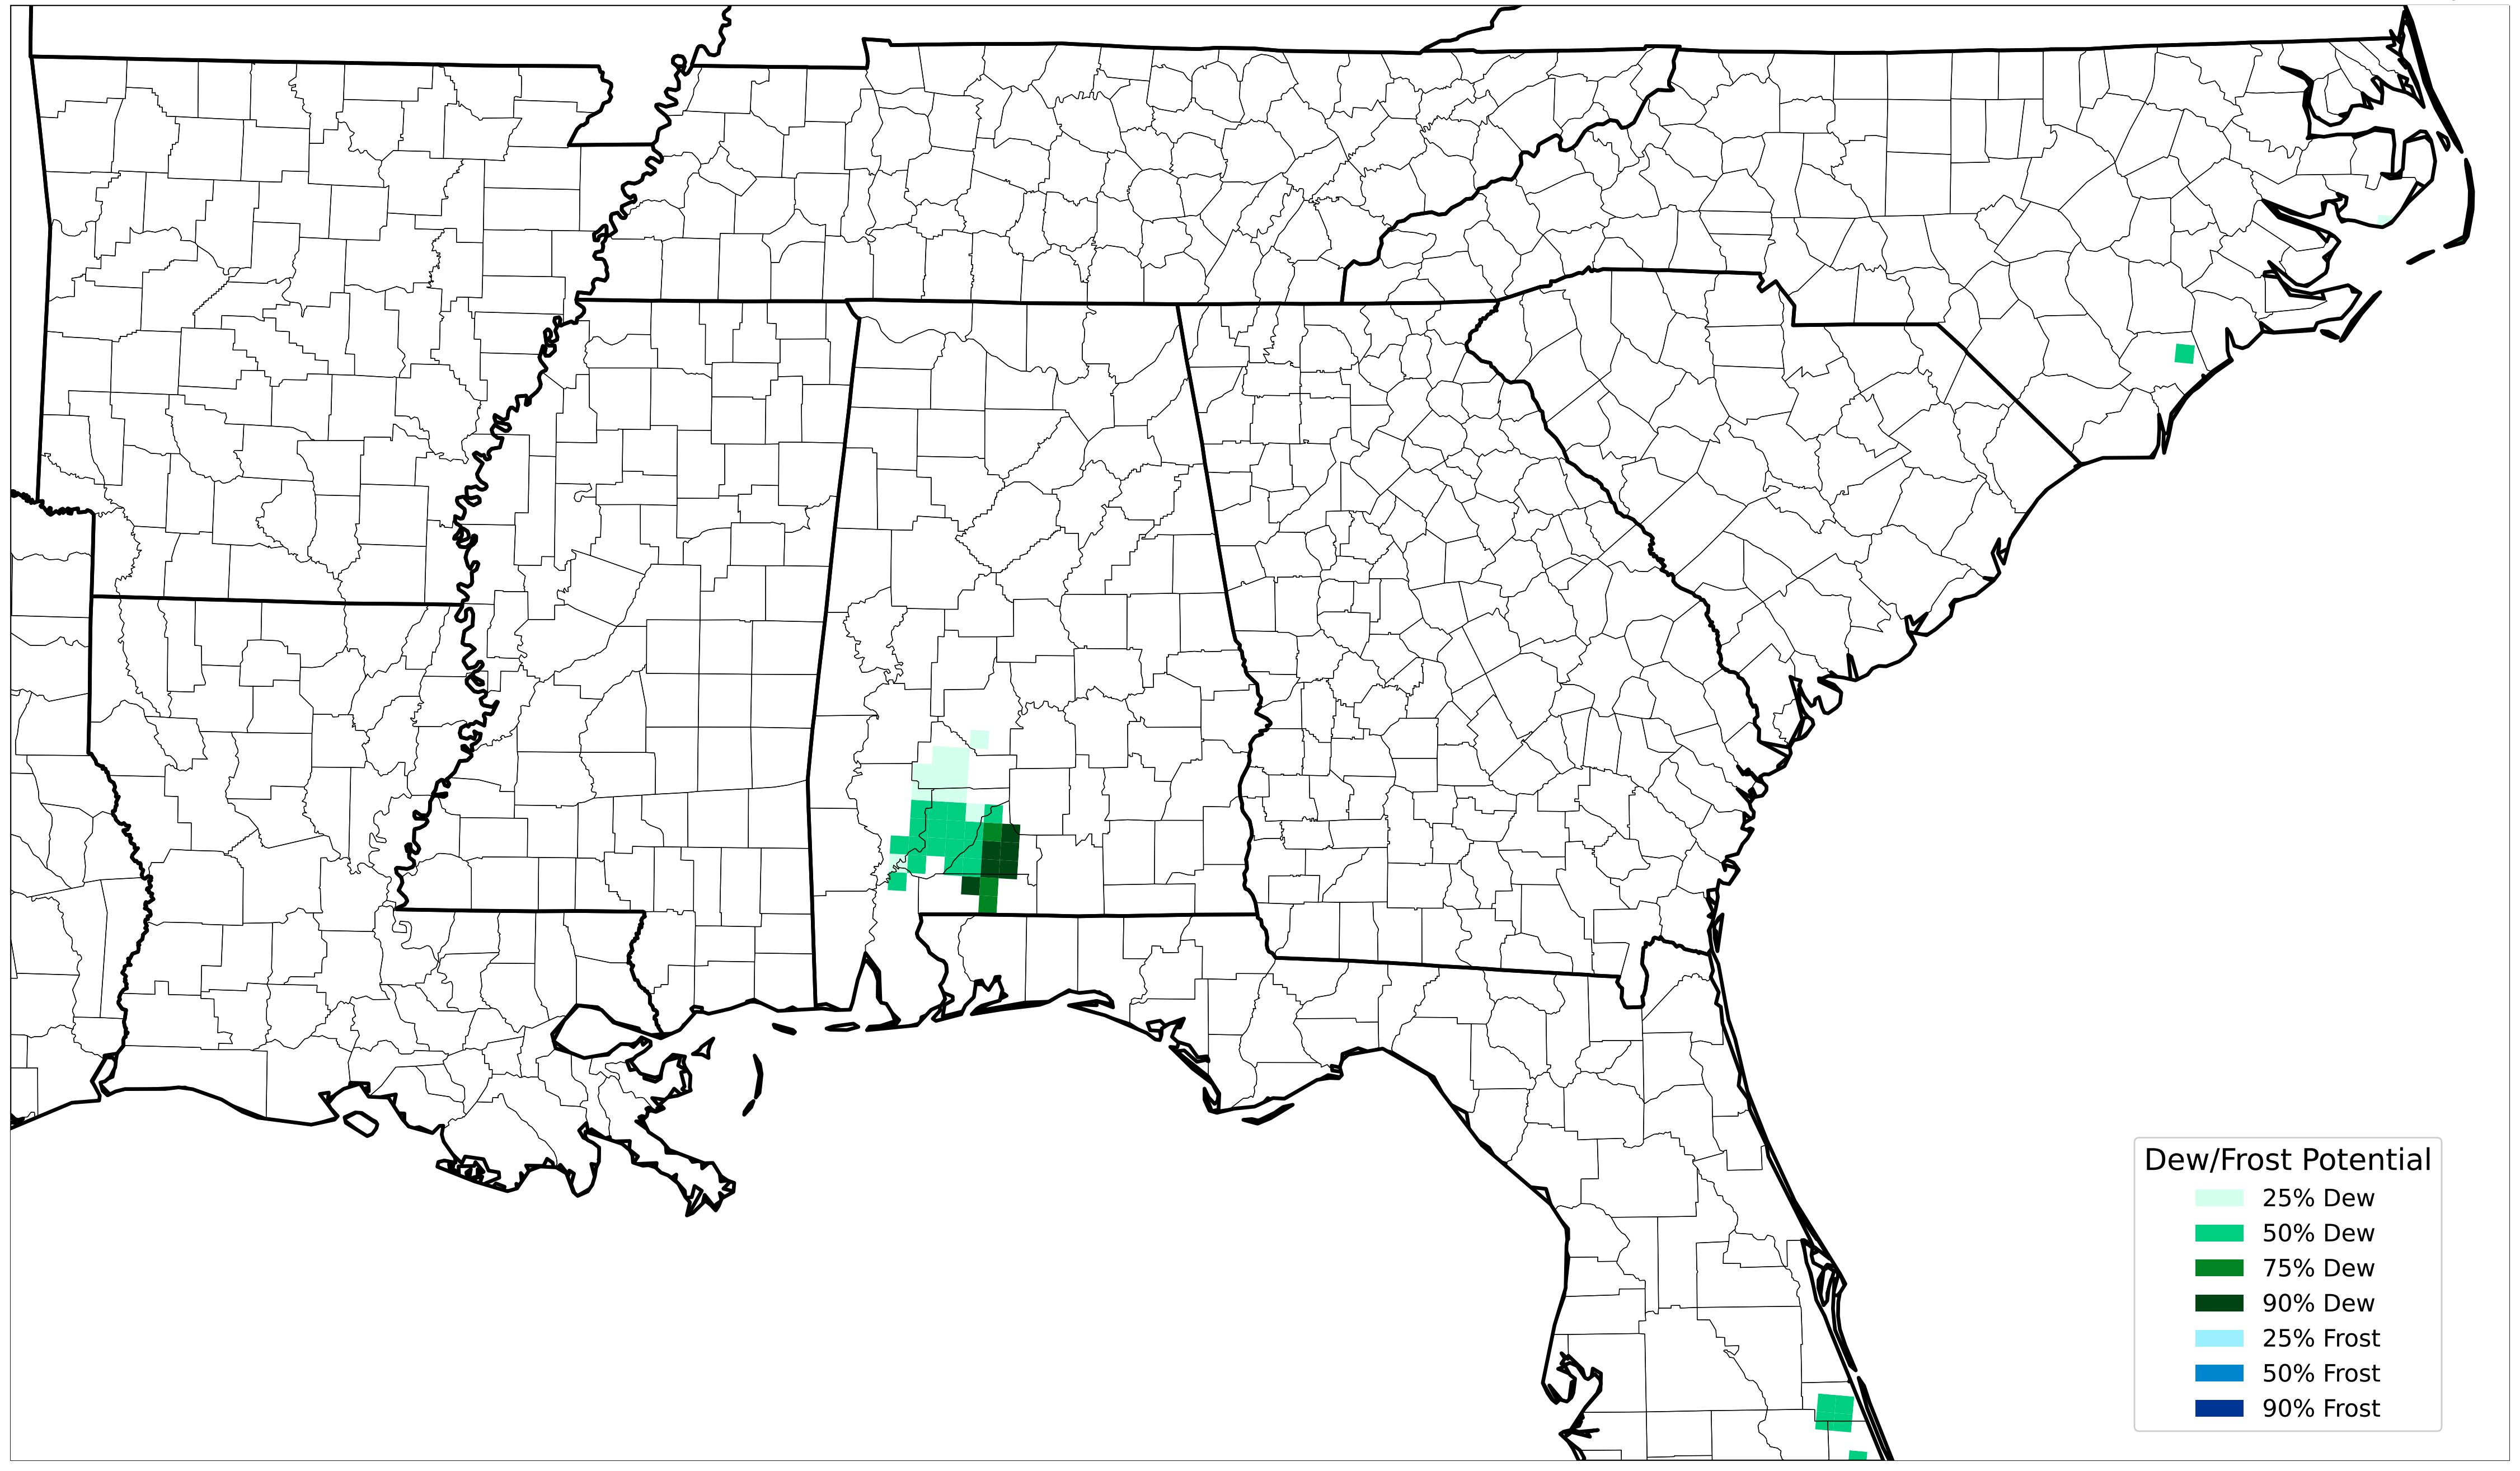 Dew/Frost Potential
25% Dew
50% Dew
75% Dew
90% Dew
25% Frost
50% Frost
90% Frost